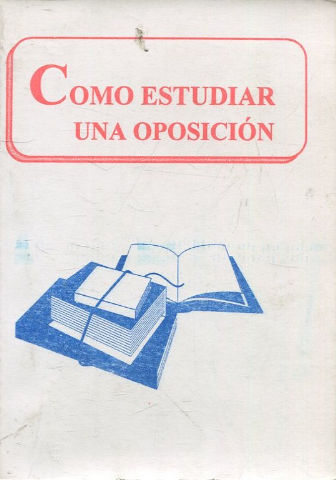 COMO ESTUDIAR
UNA OPOSICIÓN